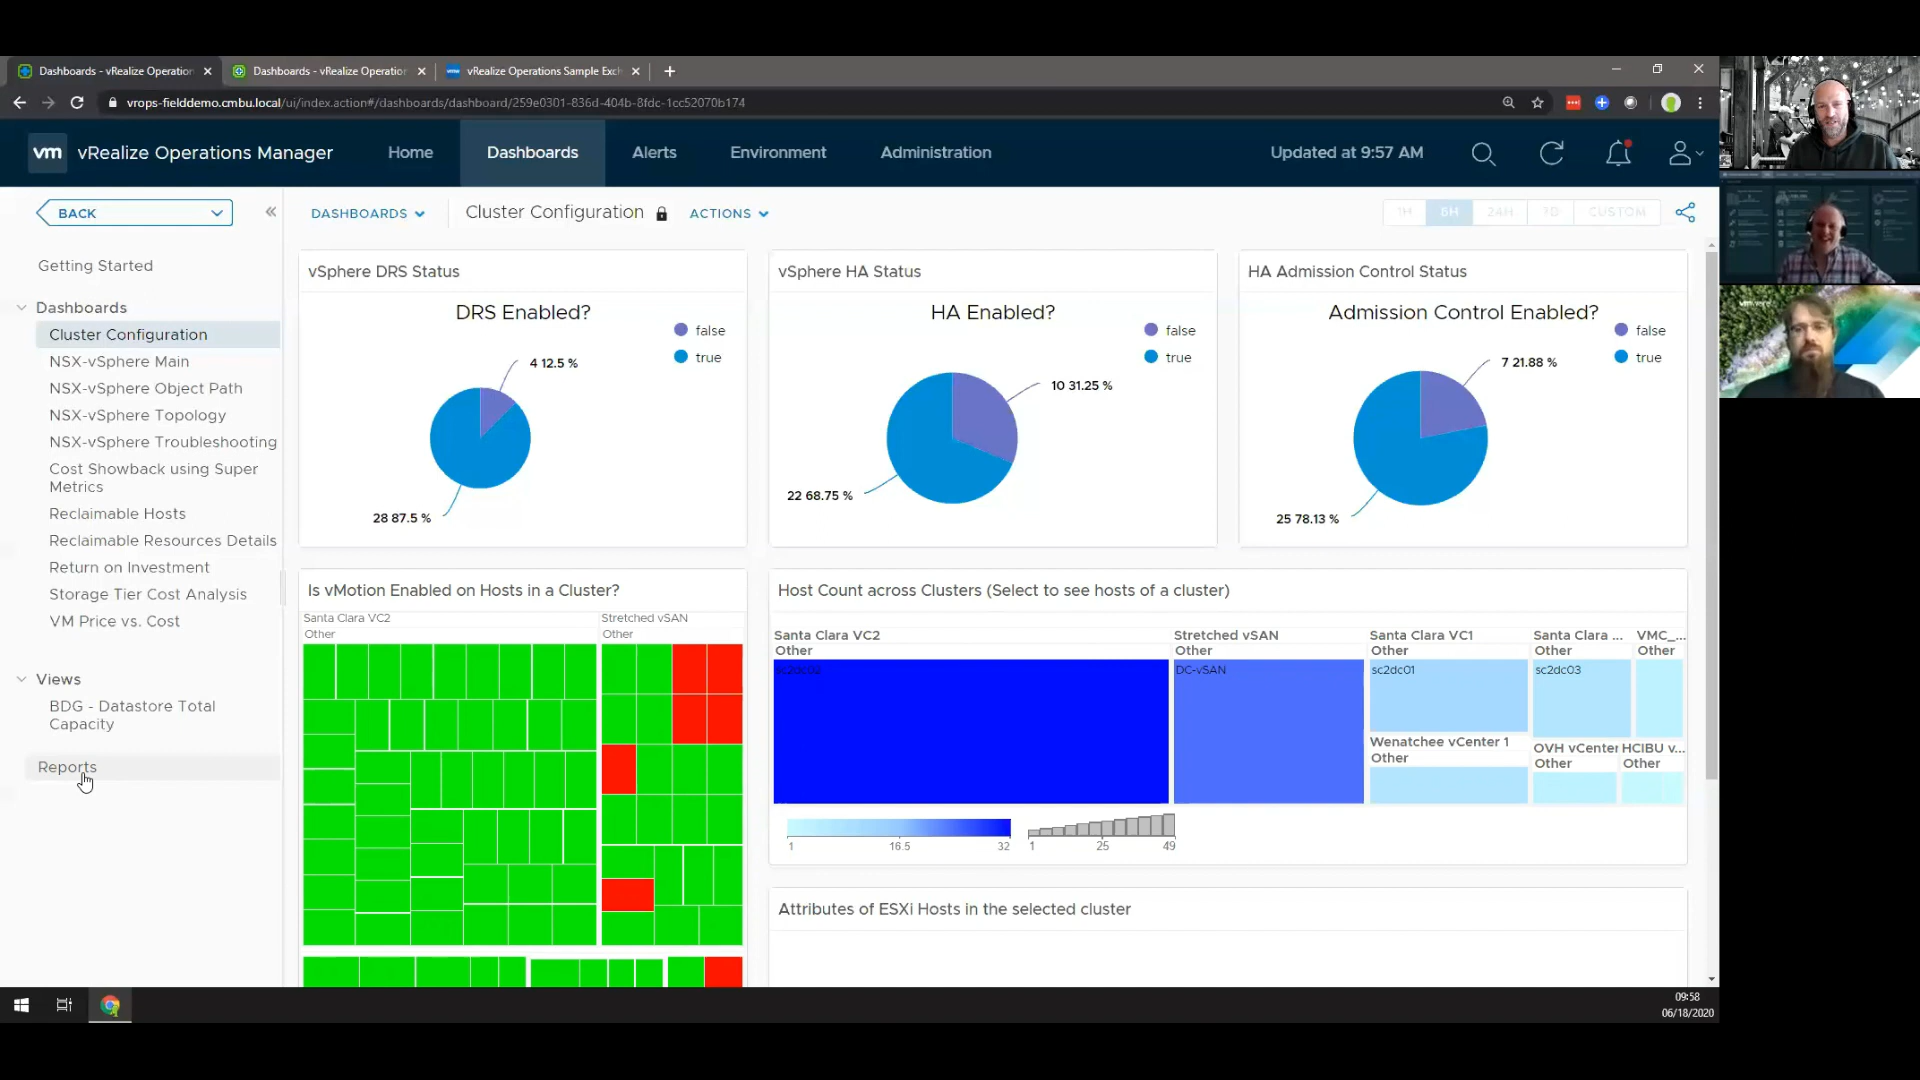 Dashboards - vRealize Operation
Dashboards - vRealize Operation
vmw
vRealize Operations Sample Exch
vrops-fielddemo.cmbu.local/ui/index.action#/dashboards/dashboard/259e0301-836d-404b-8fdc-1cc52070b174
vm
vRealize Operations Manager
Home
Dashboards
Alerts
Environment
Administration
Updated at 9:57 AM
BACK
DASHBOARDS
Cluster Configuration
ACTIONS
1H
6H
24H
7D
CUSTOM
Getting Started
Dashboards
Cluster Configuration
NSX-vSphere Main
NSX-vSphere Object Path
NSX-vSphere Topology
NSX-vSphere Troubleshooting
Cost Showback using Super
Metrics
Reclaimable Hosts
Reclaimable Resources Details
Return on Investment
Storage Tier Cost Analysis
VM Price vs. Cost
Views
BDG - Datastore Total
Capacity
Reports
vSphere DRS Status
DRS Enabled?
false
true
4 12.5 %
28 87.5 %
vSphere HA Status
HA Enabled?
false
true
10 31.25 %
22 68.75 %
HA Admission Control Status
Admission Control Enabled?
false
true
7 21.88 %
25 78.13 %
Is vMotion Enabled on Hosts in a Cluster?
Santa Clara VC2
Other
Stretched vSAN
Other
Host Count across Clusters (Select to see hosts of a cluster)
Santa Clara VC2
Other
sc2dc02
Stretched vSAN
Other
DC-vSAN
Santa Clara VC1
Other
sc2dc01
Santa Clara ...
Other
sc2dc03
VMC_...
Other
Wenatchee vCenter 1
Other
OVH vCenter
Other
HCIBU v...
Other
1
16.5
32
1
25
49
Attributes of ESXi Hosts in the selected cluster
09:58
06/18/2020